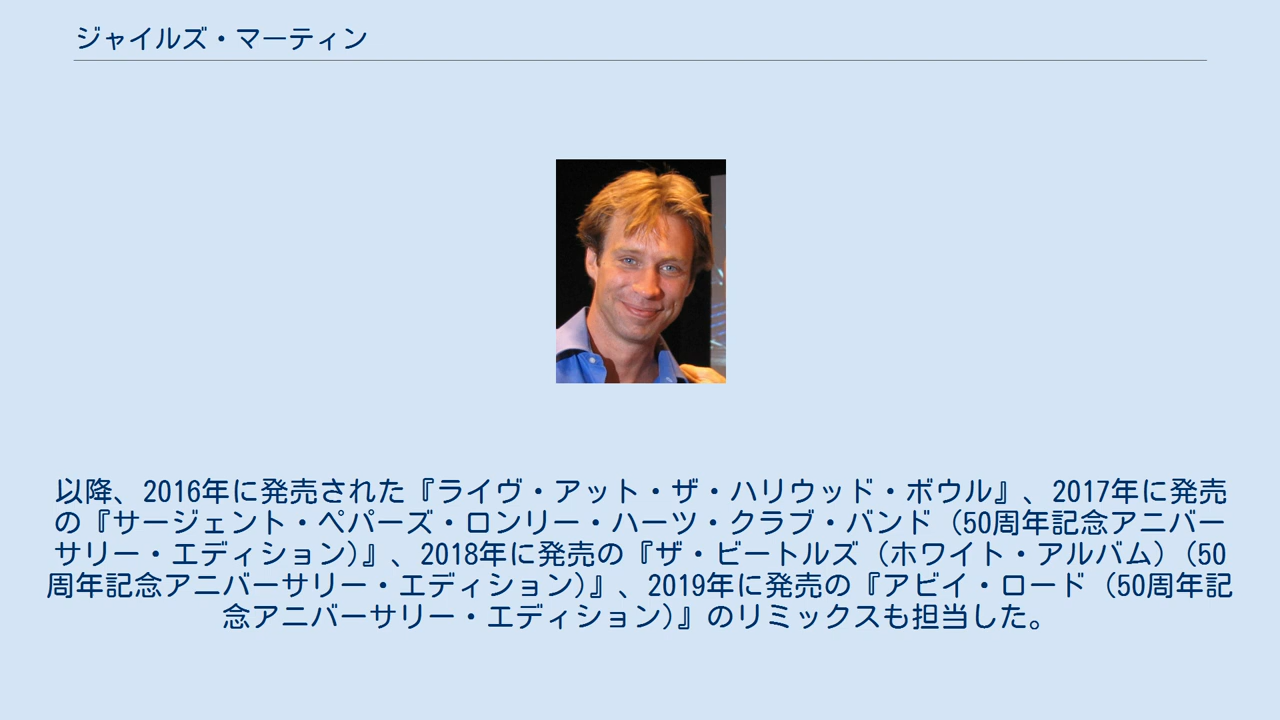 ジャイルズ・マーティン
以降、2016年に発売された『ライヴ・アット・ザ・ハリウッド・ボウル』、2017年に発売
の『サージェント・ペパーズ・ロンリー・ハーツ・クラブ・バンド（50周年記念アニバー
サリー・エディション）』、2018年に発売の『ザ・ビートルズ（ホワイト・アルバム）（50
周年記念アニバーサリー・エディション）』、2019年に発売の『アビイ・ロード（50周年記
念アニバーサリー・エディション）』のリミックスも担当した。